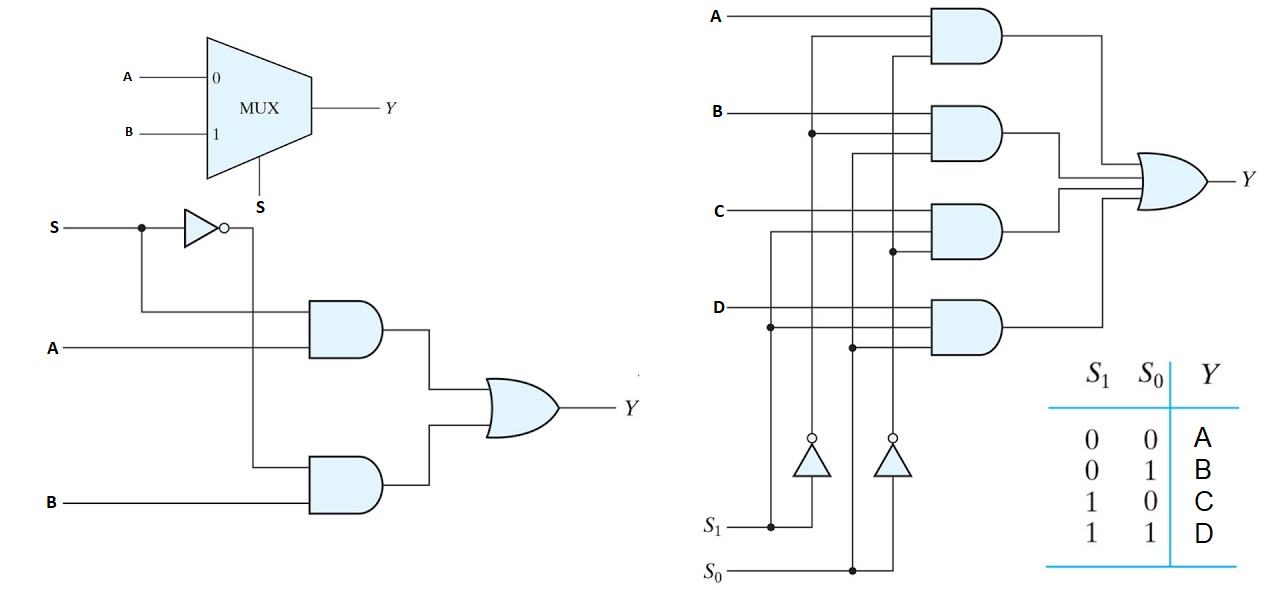 A
0
MUX
Y
B
1
S
S
A
Y
B
A
B
Y
C
D
S₁ S₀ Y
0 0 A
0 1 B
1 0 C
1 1 D
S₁
S₀